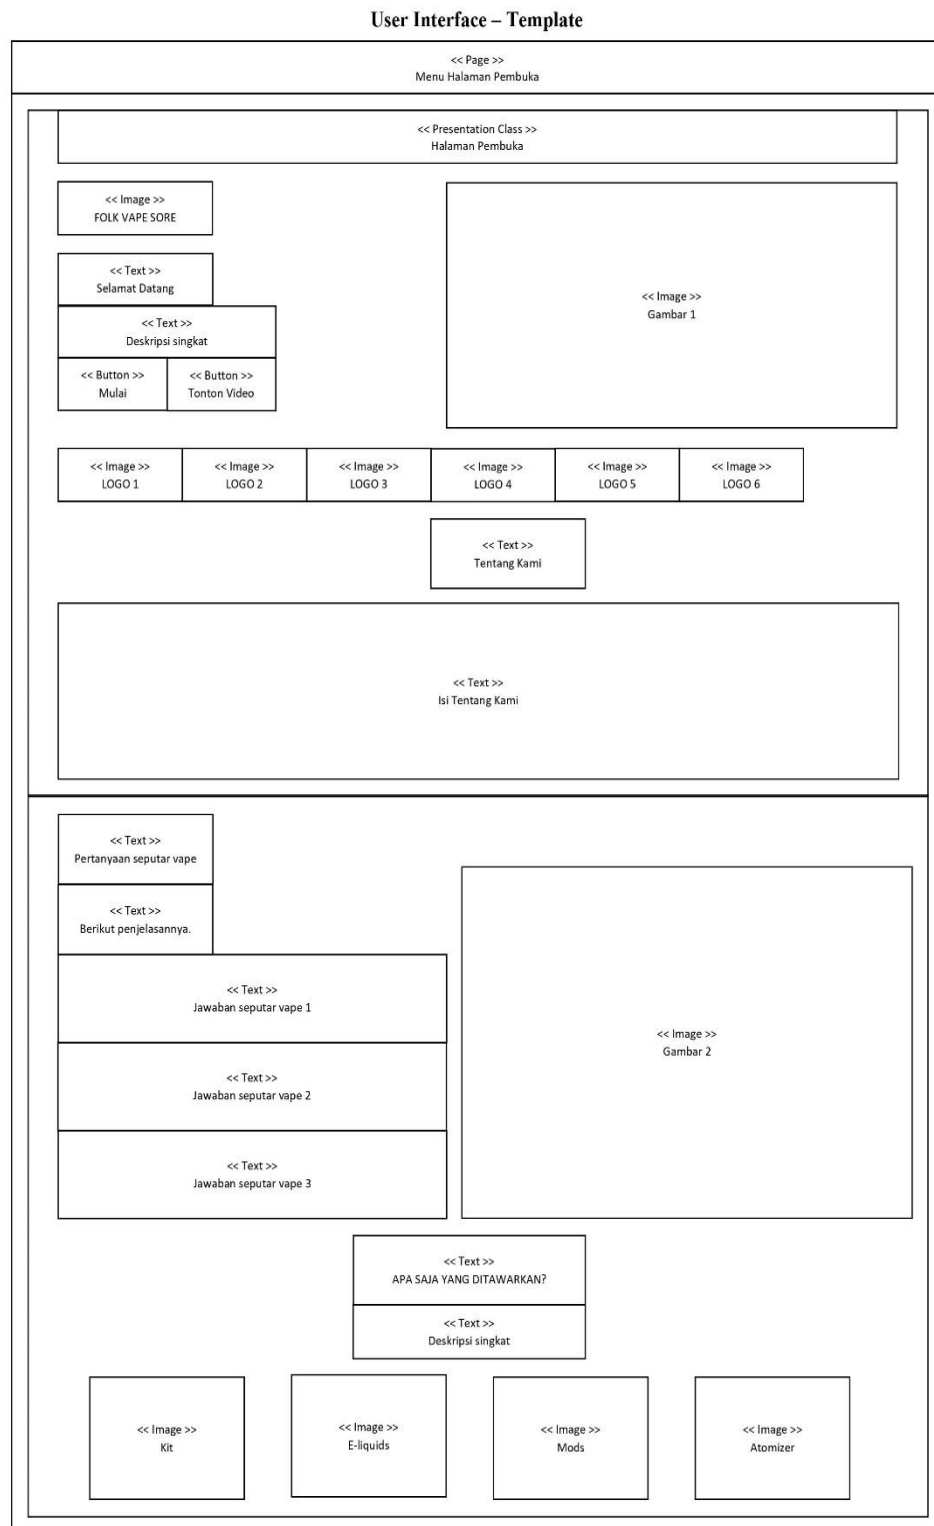 User Interface – Template
<< Page >>
Menu Halaman Pembuka
<< Presentation Class >>
Halaman Pembuka
<< Image >>
FOLK VAPE SORE
<< Text >>
Selamat Datang
<< Text >>
Deskripsi singkat
<< Button >>
Mulai
<< Button >>
Tonton Video
<< Image >>
Gambar 1
<< Image >>
LOGO 1
<< Image >>
LOGO 2
<< Image >>
LOGO 3
<< Image >>
LOGO 4
<< Image >>
LOGO 5
<< Image >>
LOGO 6
<< Text >>
Tentang Kami
<< Text >>
Isi Tentang Kami
<< Text >>
Pertanyaan seputar vape
<< Text >>
Berikut penjelasannya.
<< Text >>
Jawaban seputar vape 1
<< Text >>
Jawaban seputar vape 2
<< Text >>
Jawaban seputar vape 3
<< Image >>
Gambar 2
<< Text >>
APA SAJA YANG DITAWARKAN?
<< Text >>
Deskripsi singkat
<< Image >>
Kit
<< Image >>
E-liquids
<< Image >>
Mods
<< Image >>
Atomizer